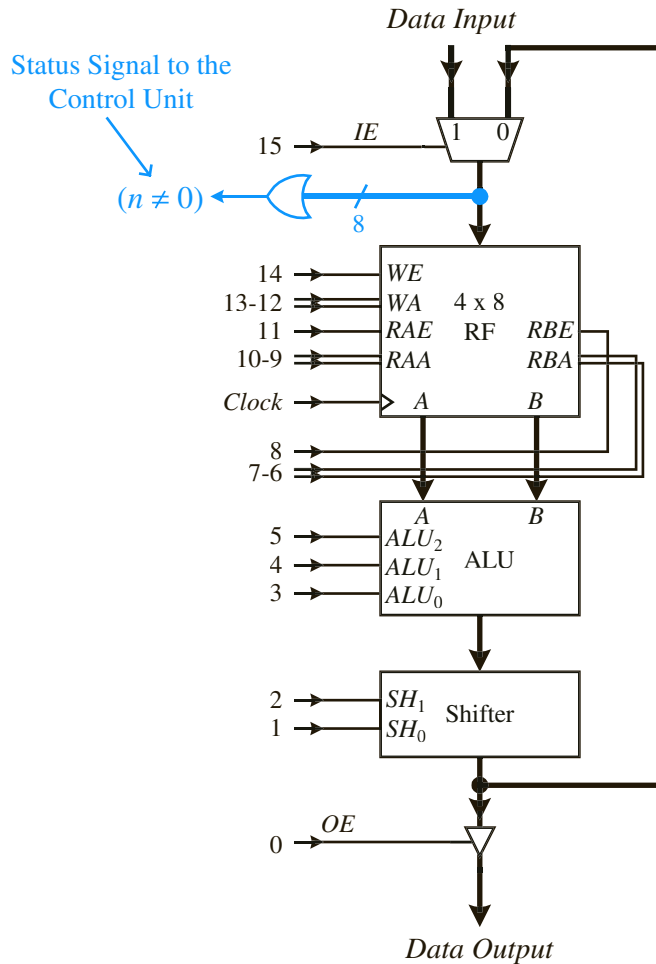 Data Input
Status Signal to the
Control Unit
1 0
15 IE
(n ≠ 0)
8
14 WE
4 x 8
13-12 WA
RF
11 RAE RBE
10-9 RAA RBA
Clock A B
8
7-6
A B
5 ALU₂
ALU
4 ALU₁
3 ALU₀
2 SH₁
Shifter
1 SH₀
OE
0
Data Output